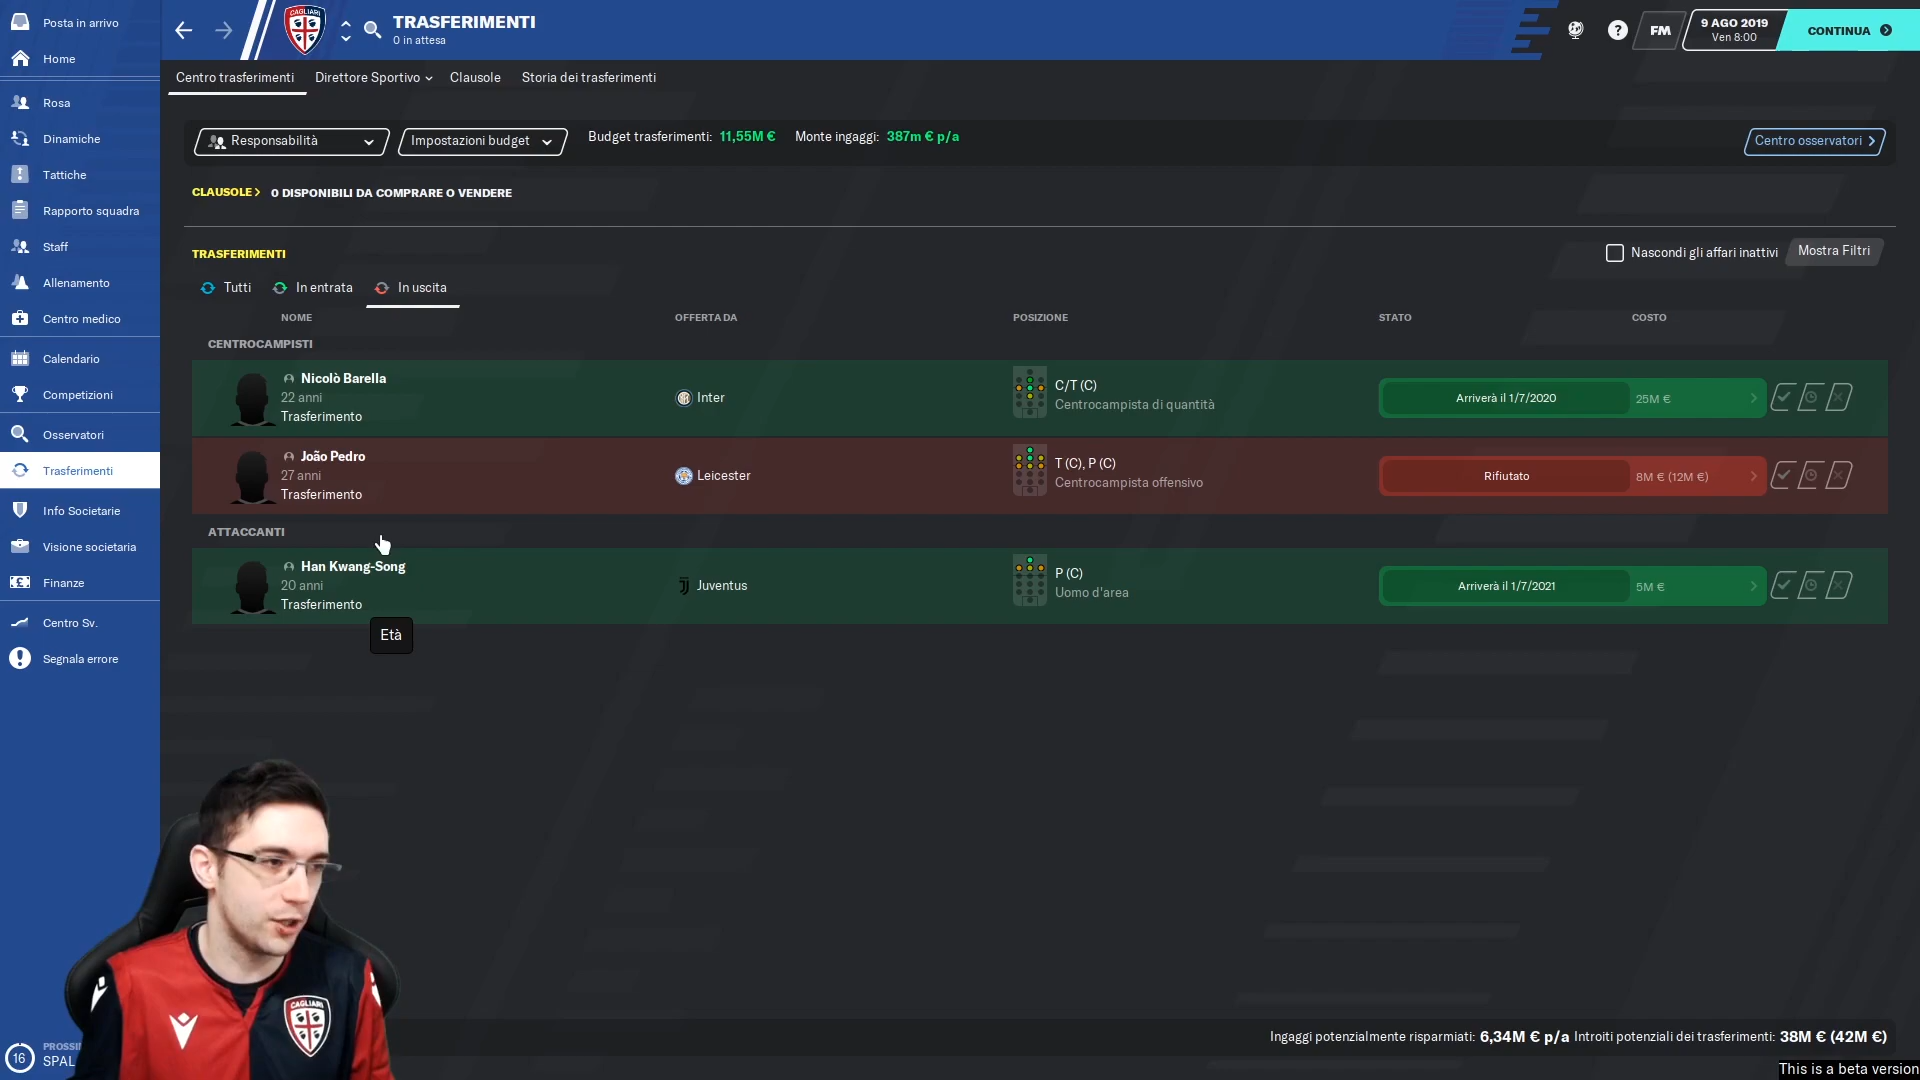 Posta in arrivo
Home
Rosa
Dinamiche
Tattiche
Rapporto squadra
Staff
Allenamento
Centro medico
Calendario
Competizioni
Osservatori
Trasferimenti
Info Societarie
Visione societaria
Finanze
Centro Sv.
Segnala errore
CAGLIARI
TRASFERIMENTI
0 in attesa
FM
9 AGO 2019
Ven 8:00
CONTINUA
Centro trasferimenti
Direttore Sportivo
Clausole
Storia dei trasferimenti
Responsabilità
Impostazioni budget
Budget trasferimenti: 11,55M €
Monte ingaggi: 387m € p/a
Centro osservatori
CLAUSOLE> 0 DISPONIBILI DA COMPRARE O VENDERE
TRASFERIMENTI
Nascondi gli affari inattivi
Mostra Filtri
Tutti
In entrata
In uscita
NOME OFFERTA DA POSIZIONE STATO COSTO
CENTROCAMPISTI
Nicolò Barella
22 anni
Trasferimento
Inter
C/T (C)
Centrocampista di quantità
Arriverà il 1/7/2020
25M €
João Pedro
27 anni
Trasferimento
Leicester
T (C), P (C)
Centrocampista offensivo
Rifiutato
8M € (12M €)
ATTACCANTI
Han Kwang-Song
20 anni
Trasferimento
Juventus
P (C)
Uomo d'area
Arriverà il 1/7/2021
5M €
Età
CAGLIARI
16
PROSSI
SPAL
Ingaggi potenzialmente risparmiati: 6,34M € p/a Introiti potenziali dei trasferimenti: 38M € (42M €)
This is a beta version